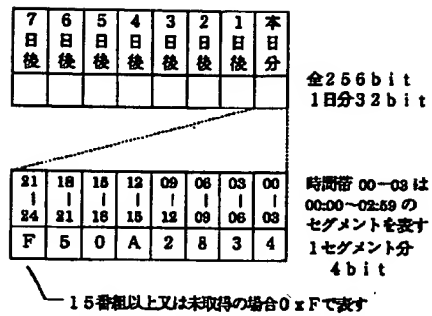 7日後 6日後 5日後 4日後 3日後 2日後 1日後 本日分
全256bit
1日分32bit
21-24 18-21 15-18 12-15 09-12 06-09 03-06 00-03
F 5 0 A 2 8 3 4
時間帯 00-03 は
00:00~02:59 の
セグメントを表す
1セグメント分
4bit
15番組以上又は未取得の場合0xFで表す